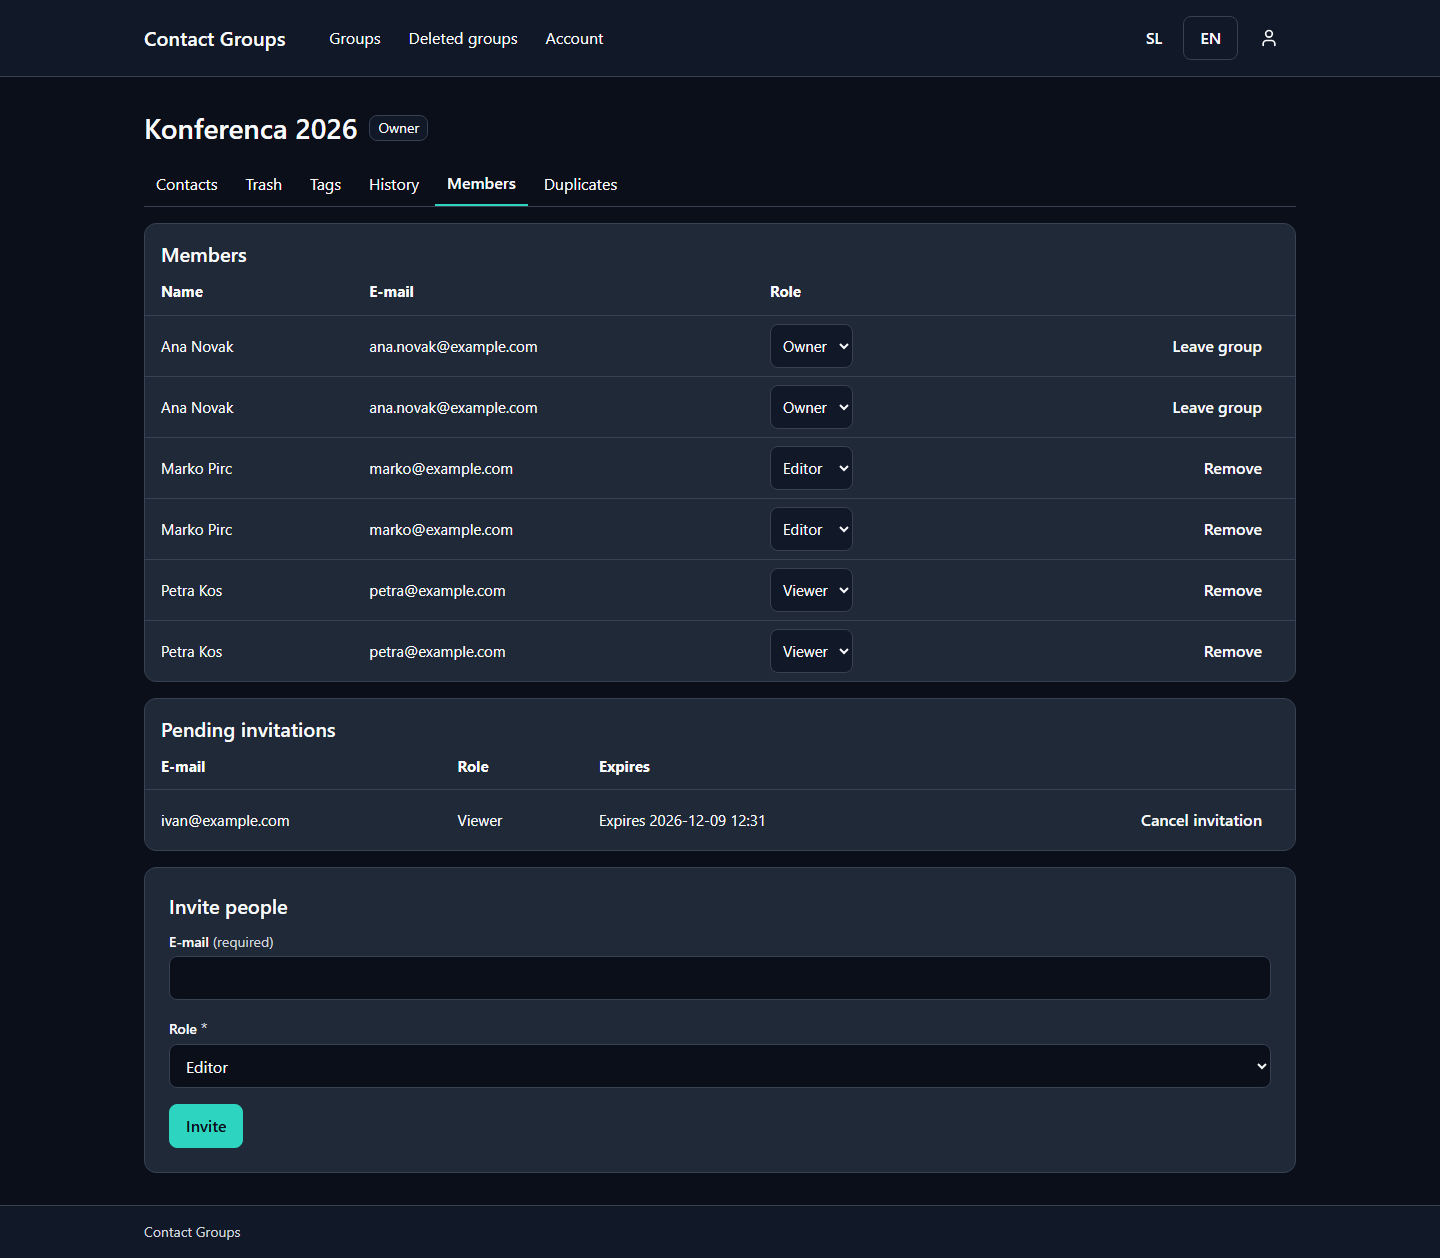 Contact Groups Groups Deleted groups Account SL EN
Konferenca 2026 Owner
Contacts Trash Tags History Members Duplicates
Members
Name E-mail Role
Ana Novak ana.novak@example.com Owner Leave group
Ana Novak ana.novak@example.com Owner Leave group
Marko Pirc marko@example.com Editor Remove
Marko Pirc marko@example.com Editor Remove
Petra Kos petra@example.com Viewer Remove
Petra Kos petra@example.com Viewer Remove
Pending invitations
E-mail Role Expires
ivan@example.com Viewer Expires 2026-12-09 12:31 Cancel invitation
Invite people
E-mail (required)
Role *
Editor
Invite
Contact Groups